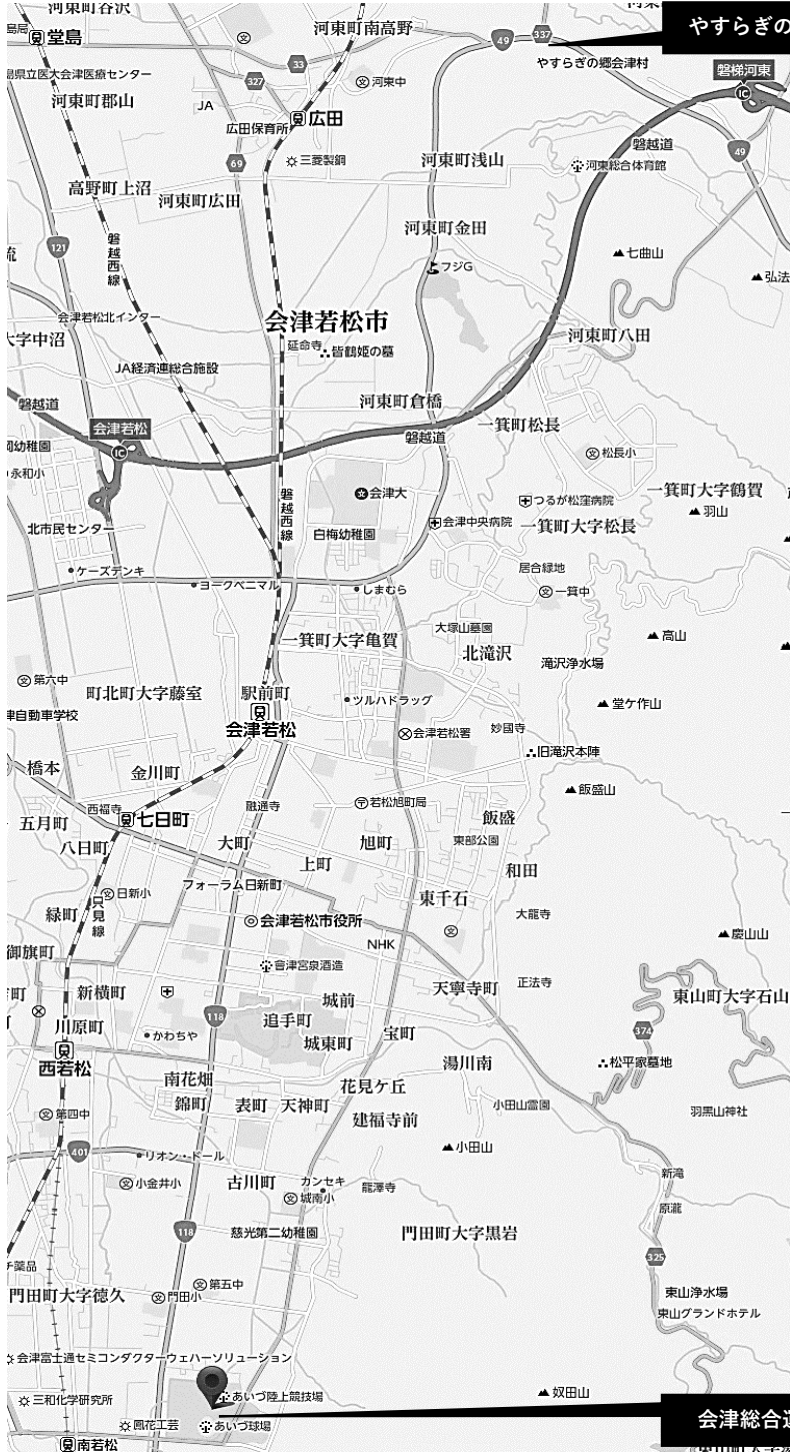 河東町谷沢
河東町南高野
堂島
49
337
やすらぎの
やすらぎの郷会津村
33
327
県立医大会津医療センター
河東中
磐梯河東
IC
河東町郡山
JA
広田保育所
広田
磐越道
49
69
三菱製鋼
河東町浅山
河東総合体育館
高野町上沼
河東町広田
河東町金田
121
磐越西線
七曲山
フジG
弘法
会津若松北インター
会津若松市
大字中沼
延命寺
皆鶴姫の墓
河東町八田
JA経済連総合施設
磐越道
河東町倉橋
会津若松
IC
磐越道
一箕町松長
幼稚園
松長小
永和小
会津大
磐越西線
つるが松窪病院
一箕町大字鶴賀
羽山
北市民センター
白梅幼稚園
会津中央病院
一箕町大字松長
ケーズデンキ
ヨークベニマル
しまむら
居合緑地
一箕中
一箕町大字亀賀
大塚山墓園
北滝沢
滝沢浄水場
高山
第六中
町北町大字藤室
駅前町
ツルハドラッグ
堂ケ作山
津自動車学校
会津若松
会津若松署
妙國寺
旧滝沢本陣
橋本
金川町
飯盛山
西福寺
融通寺
若松旭町局
五月町
七日町
飯盛
八日町
大町
旭町
東部公園
上町
和田
フォーラム日新町
日新小
只見線
東千石
緑町
会津若松市役所
大龍寺
NHK
慶山山
御旗町
會津宮泉酒造
天寧寺町
正法寺
新横町
城前
東山町大字石山
118
追手町
374
川原町
かわちや
城東町
宝町
西若松
湯川南
松平家墓地
南花畑
花見ケ丘
錦町
表町
天神町
小田山霊園
羽黒山神社
第四中
建福寺前
401
リオン・ドール
小田山
小金井小
古川町
カンセキ
城南小
龍澤寺
新滝
原瀧
118
慈光第二幼稚園
門田町大字黒岩
325
薬品
門田町大字徳久
第五中
門田小
東山浄水場
東山グランドホテル
会津富士通セミコンダクターウェハーソリューション
三和化学研究所
あいづ陸上競技場
奴田山
鳳花工芸
あいづ球場
会津総合運
南若松